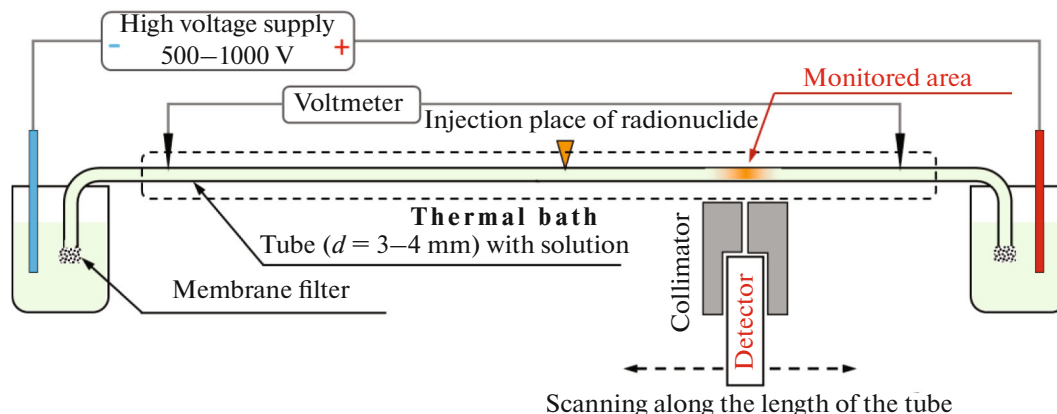 High voltage supply
– 500–1000 V +
Voltmeter
Monitored area
Injection place of radionuclide
Thermal bath
Tube (d = 3–4 mm) with solution
Membrane filter
Collimator
Detector
Scanning along the length of the tube